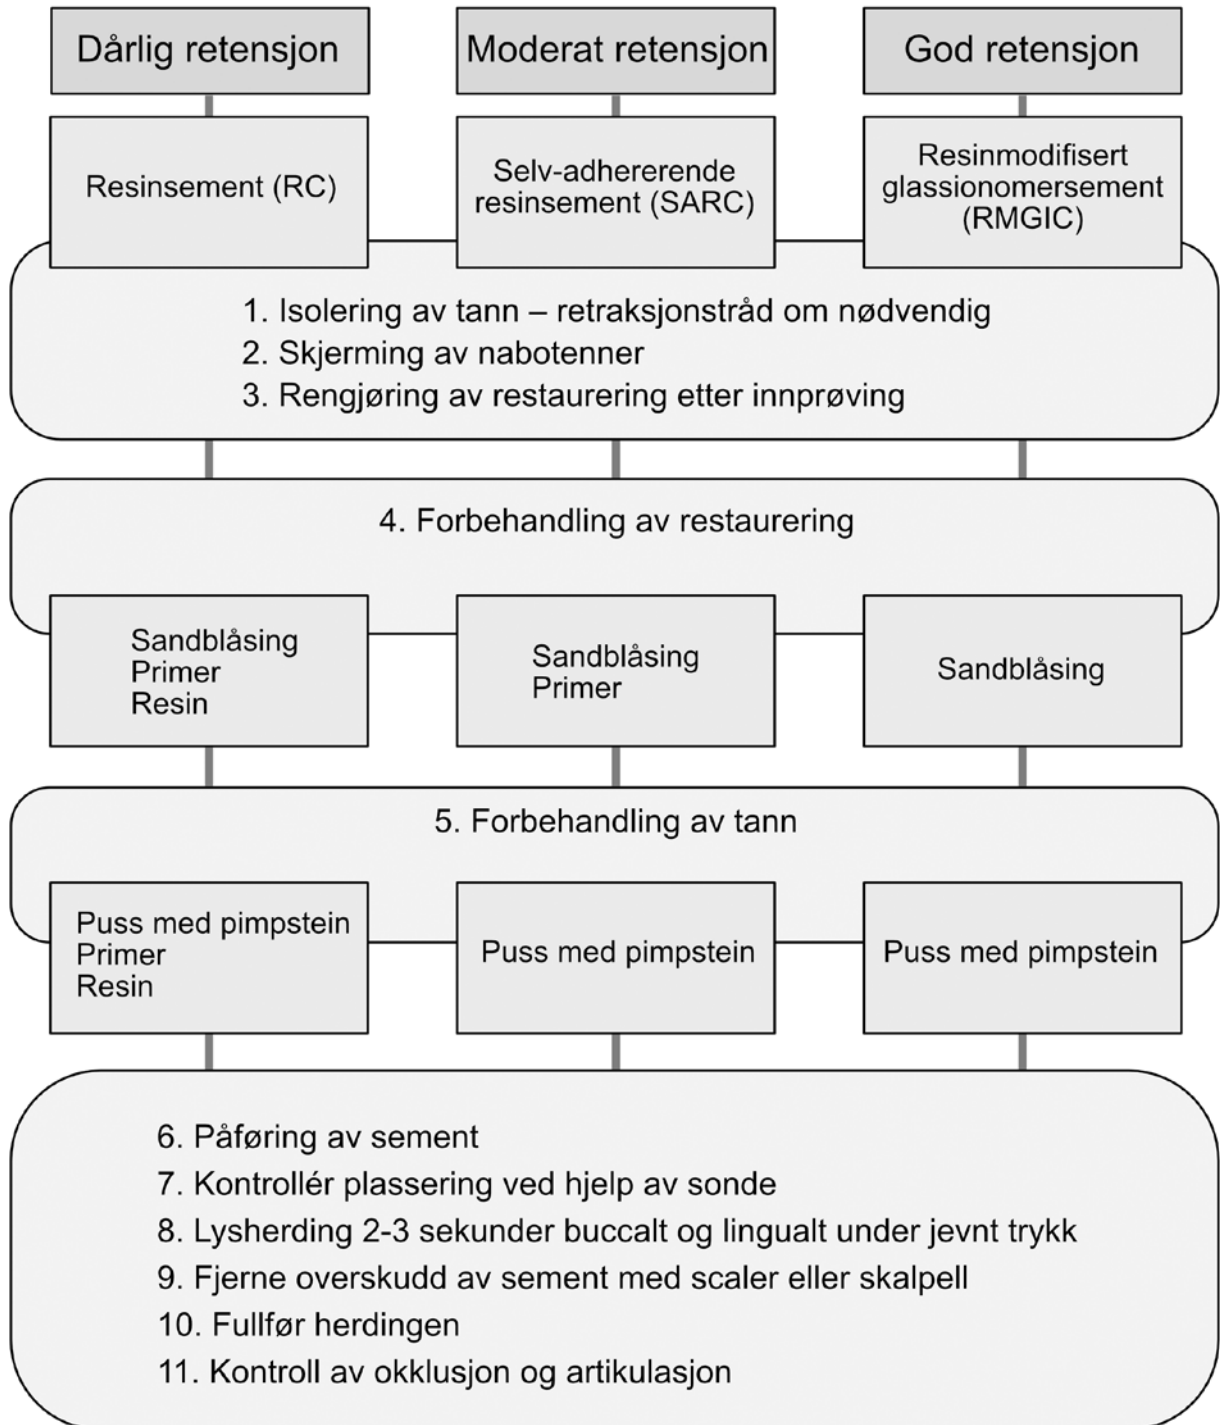 Dårlig retensjon
Moderat retensjon
God retensjon
Resinsement (RC)
Selv-adhererende
resinsement (SARC)
Resinmodifisert
glassionomersement
(RMGIC)
1. Isolering av tann – retraksjonstråd om nødvendig
2. Skjerming av nabotenner
3. Rengjøring av restaurering etter innprøving
4. Forbehandling av restaurering
Sandblåsing
Primer
Resin
Sandblåsing
Primer
Sandblåsing
5. Forbehandling av tann
Puss med pimpstein
Primer
Resin
Puss med pimpstein
Puss med pimpstein
6. Påføring av sement
7. Kontrollér plassering ved hjelp av sonde
8. Lysherding 2-3 sekunder buccalt og lingualt under jevnt trykk
9. Fjerne overskudd av sement med scaler eller skalpell
10. Fullfør herdingen
11. Kontroll av okklusjon og artikulasjon